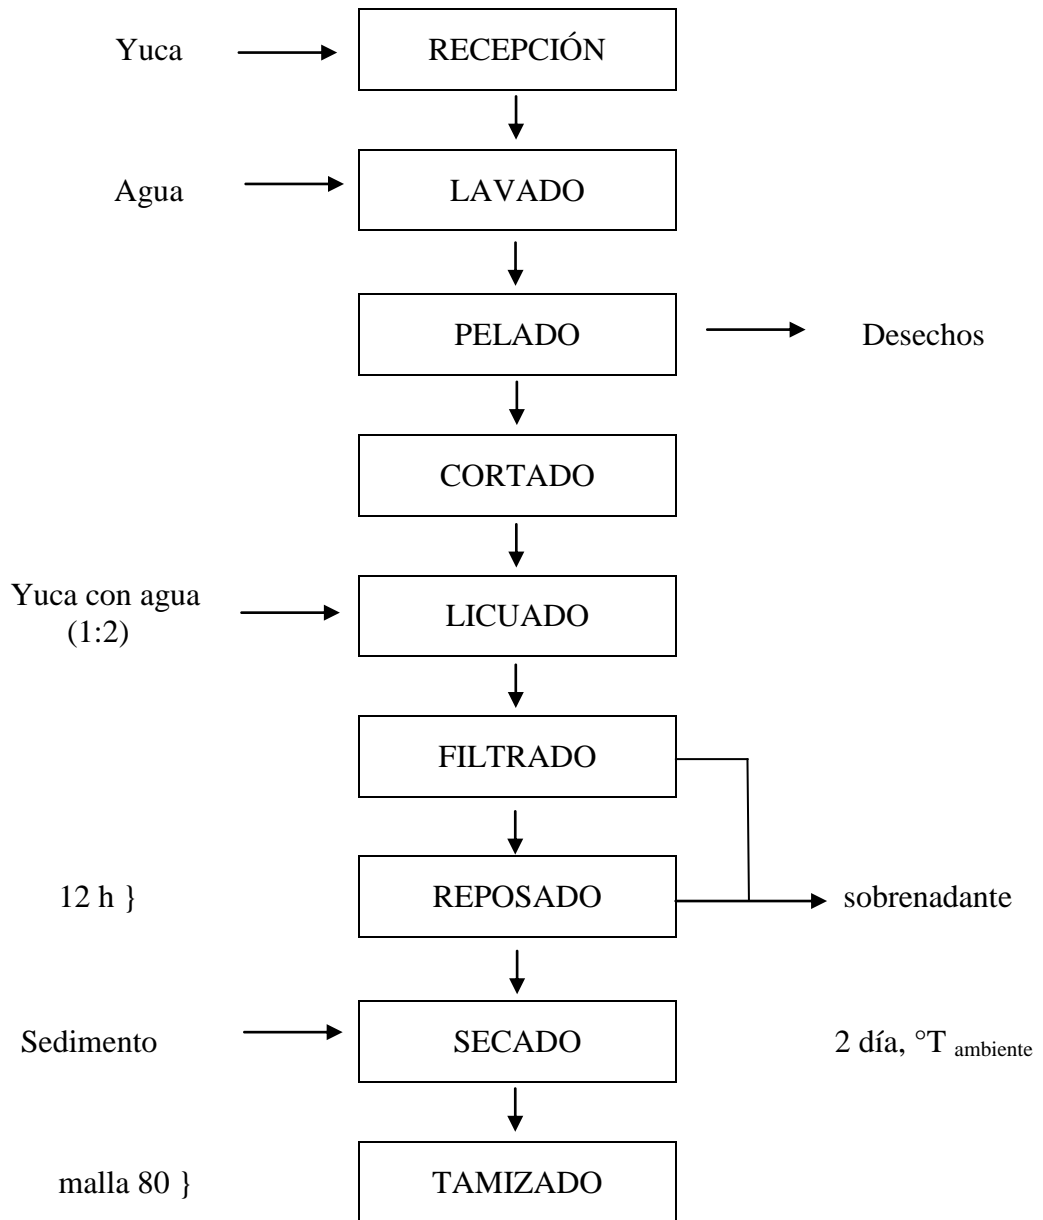 Yuca
RECEPCIÓN
Agua
LAVADO
PELADO
Desechos
CORTADO
Yuca con agua
(1:2)
LICUADO
FILTRADO
12 h }
REPOSADO
sobrenadante
Sedimento
SECADO
2 día, °T ambiente
malla 80 }
TAMIZADO